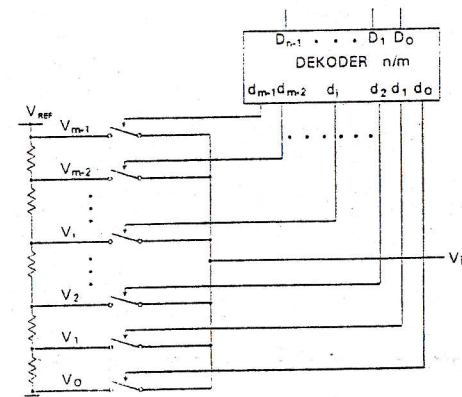 Dn-1 . . . D1 D0
DEKODER n/m
dm-1 dm-2 di d2 d1 d0
VREF
Vm-1
Vm-2
Vi
Vi
V2
V1
V0